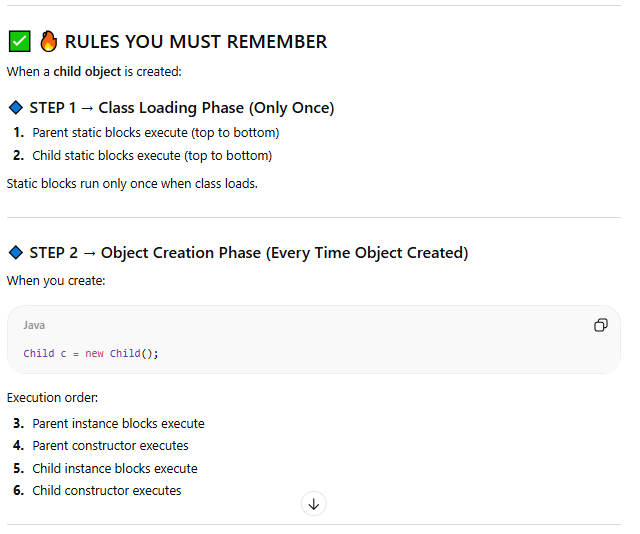 ✅ 🔥 RULES YOU MUST REMEMBER
When a child object is created:
🔷 STEP 1 → Class Loading Phase (Only Once)
1. Parent static blocks execute (top to bottom)
2. Child static blocks execute (top to bottom)
Static blocks run only once when class loads.
🔷 STEP 2 → Object Creation Phase (Every Time Object Created)
When you create:
Java
Child c = new Child();
Execution order:
3. Parent instance blocks execute
4. Parent constructor executes
5. Child instance blocks execute
6. Child constructor executes